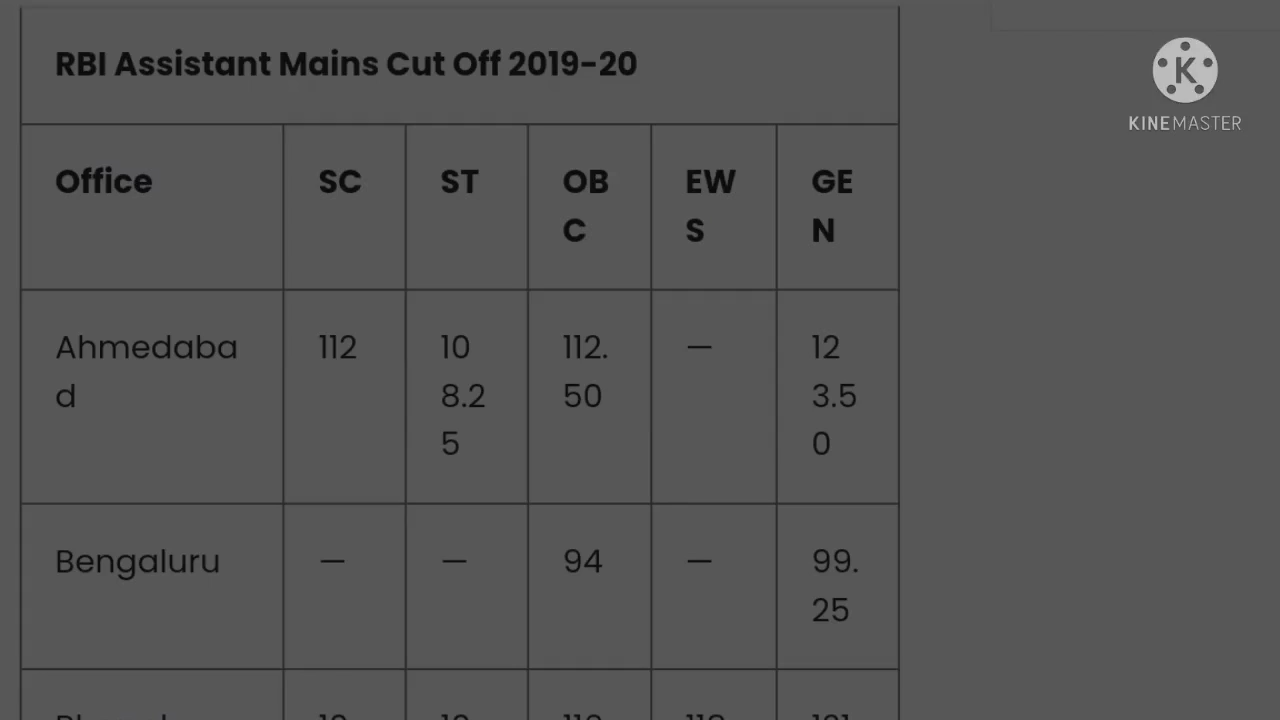 RBI Assistant Mains Cut Off 2019-20
KINEMASTER
Office SC ST OB EW GE
C S N
Ahmedaba 112 10 112. — 12
d 8.2 50 3.5
5 0
Bengaluru — — 94 — 99.
25